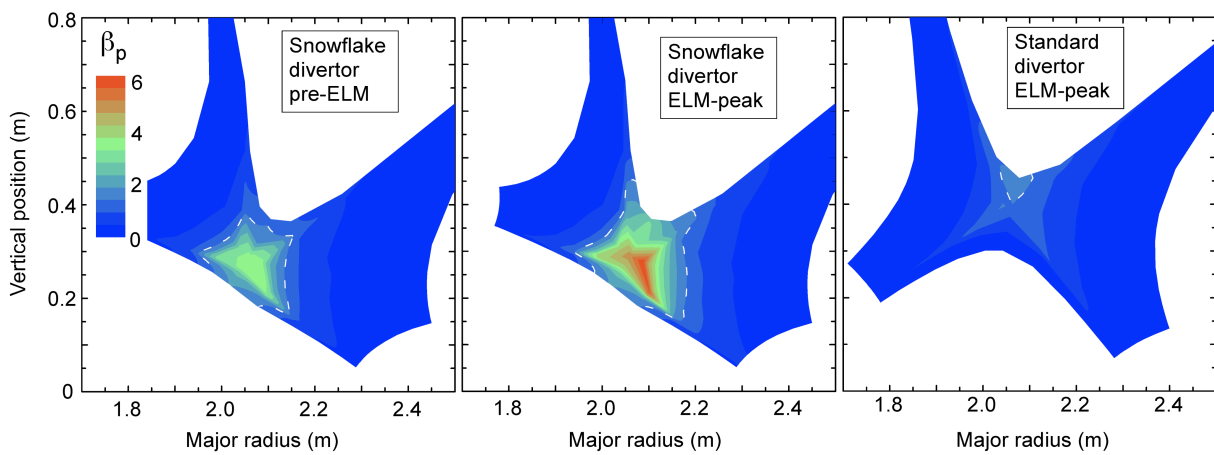 0.8
0.6
0.4
0.2
0
Vertical position (m)
βp
6
4
2
0
Snowflake
divertor
pre-ELM
1.8 2.0 2.2 2.4
Major radius (m)
Snowflake
divertor
ELM-peak
1.8 2.0 2.2 2.4
Major radius (m)
Standard
divertor
ELM-peak
1.8 2.0 2.2 2.4
Major radius (m)